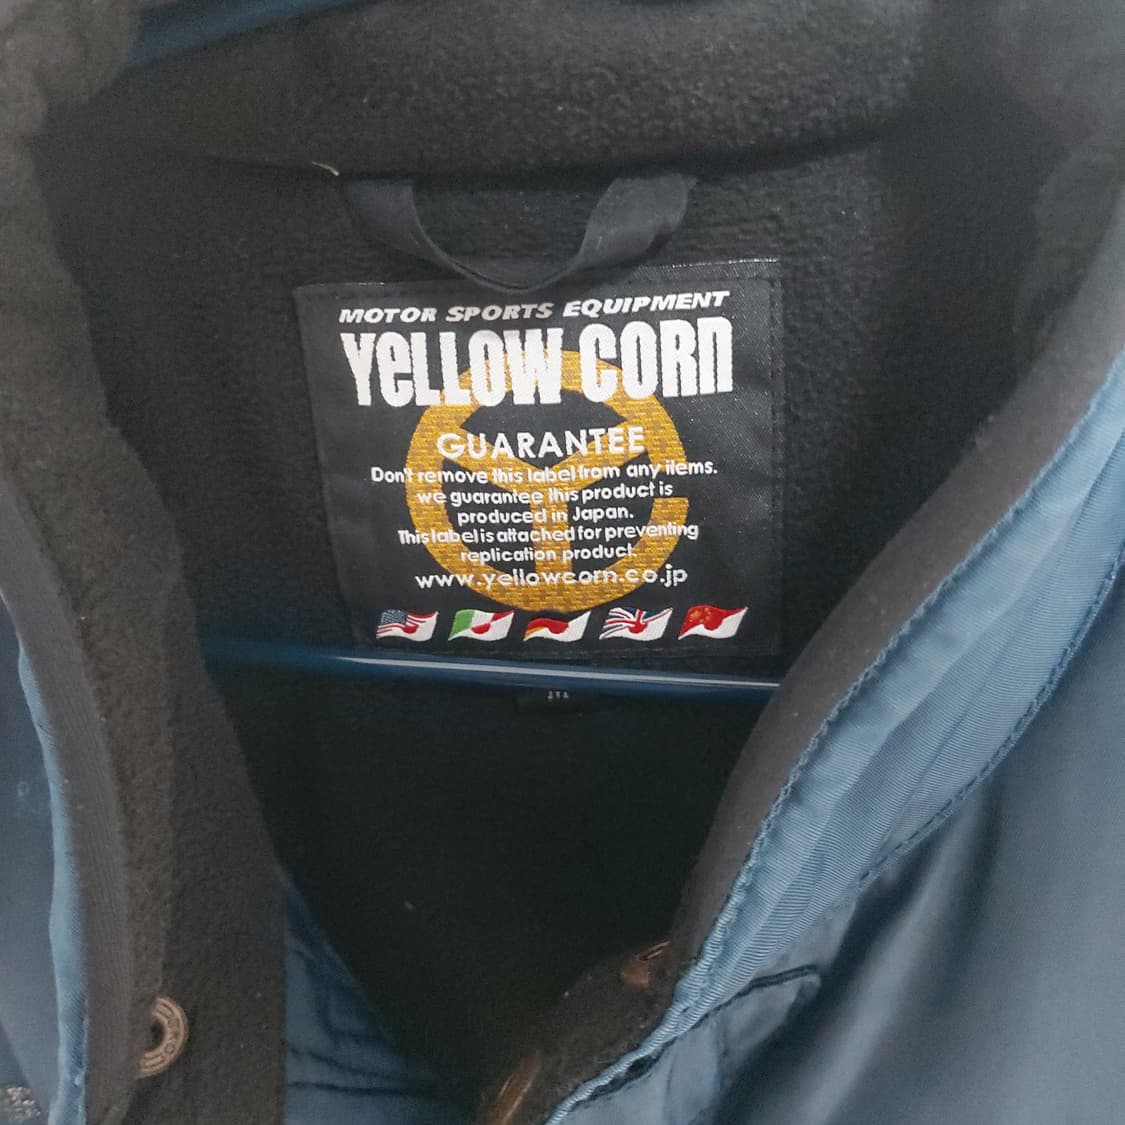 MOTOR SPORTS EQUIPMENT
YeLLOW CORn
GUARANTEE
Don't remove this label from any items.
we guarantee this product is
produced in Japan.
This label is attached for preventing
replication product.
www.yellowcorn.co.jp